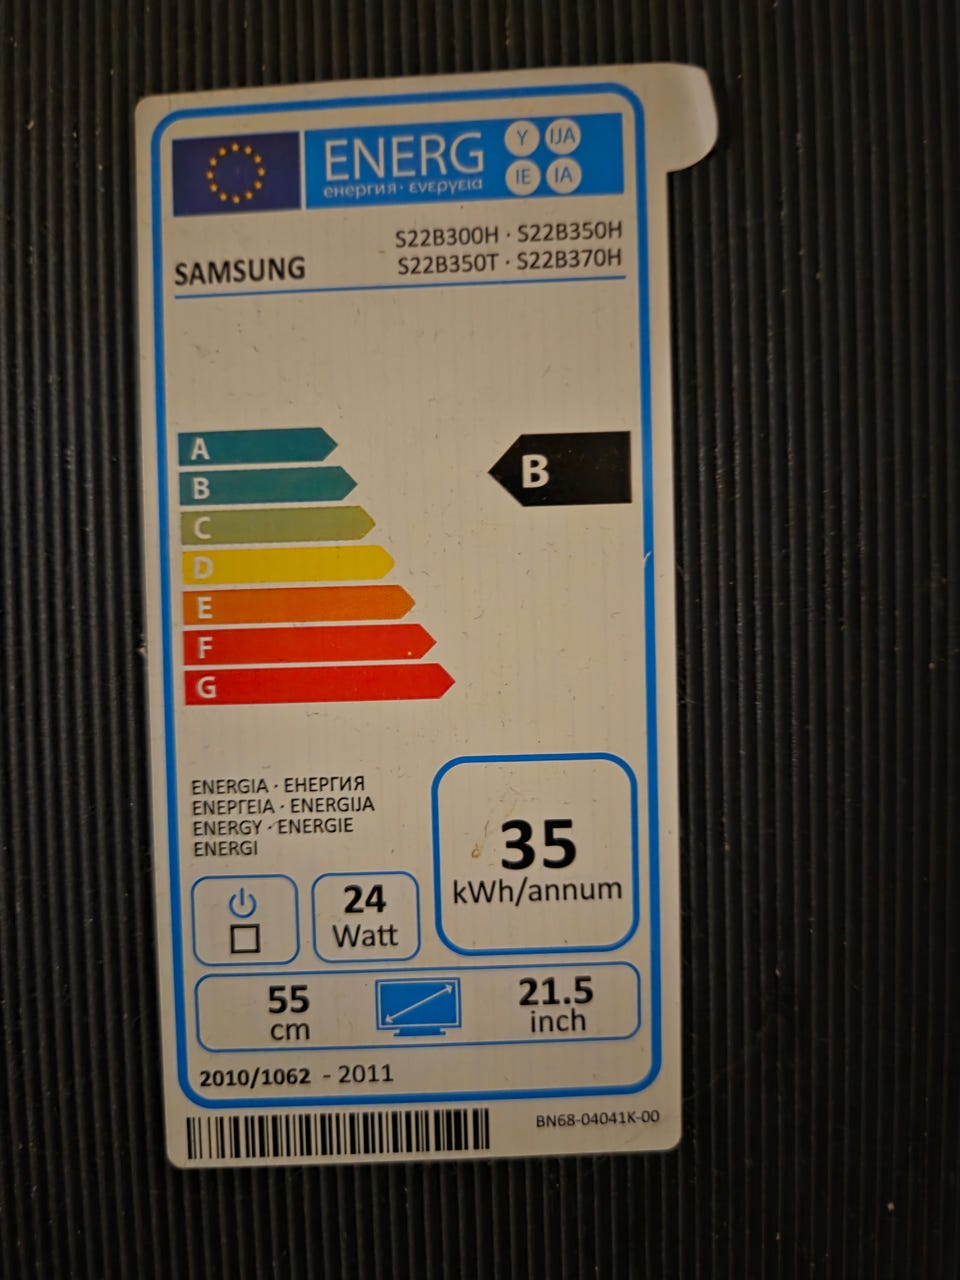 ENERG
енергия · ενεργεια
Y IJA
IE IA
S22B300H · S22B350H
SAMSUNG S22B350T · S22B370H
A
B
C
D
E
F
G
B
ENERGIA · ЕНЕРГИЯ
ΕΝΕΡΓΕΙΑ · ENERGIJA
ENERGY · ENERGIE
ENERGI
35
kWh/annum
24
Watt
55
cm
21.5
inch
2010/1062 - 2011
BN68-04041K-00